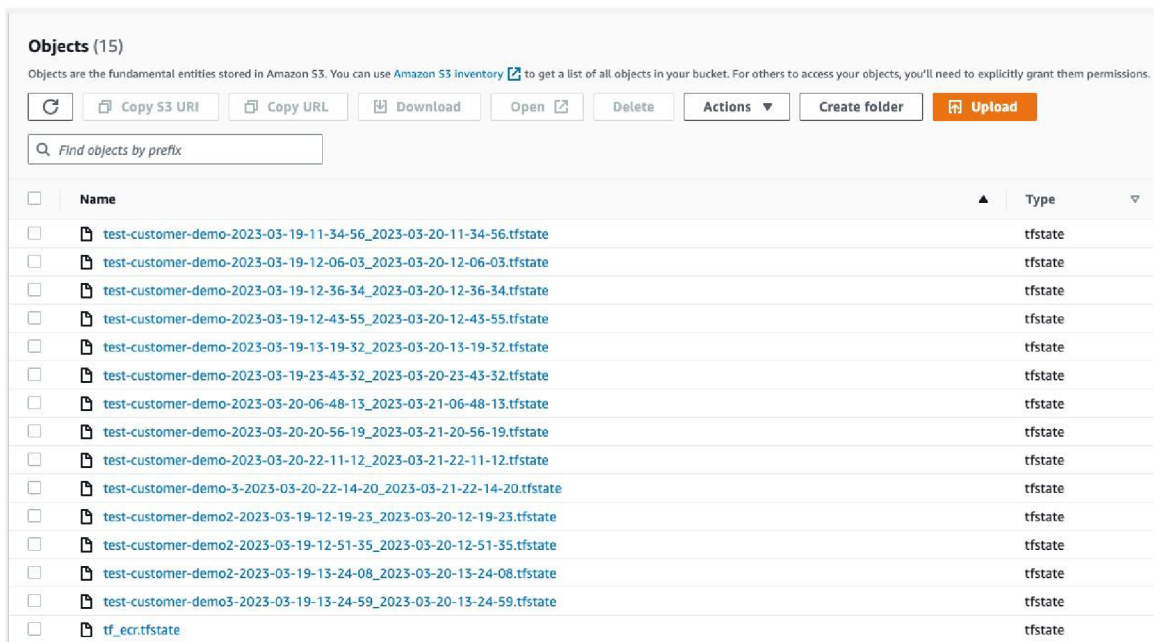 Objects (15)
Objects are the fundamental entities stored in Amazon S3. You can use Amazon S3 inventory to get a list of all objects in your bucket. For others to access your objects, you'll need to explicitly grant them permissions.
Copy S3 URI Copy URL Download Open Delete Actions Create folder Upload
Find objects by prefix
Name Type
test-customer-demo-2023-03-19-11-34-56_2023-03-20-11-34-56.tfstate tfstate
test-customer-demo-2023-03-19-12-06-03_2023-03-20-12-06-03.tfstate tfstate
test-customer-demo-2023-03-19-12-36-34_2023-03-20-12-36-34.tfstate tfstate
test-customer-demo-2023-03-19-12-43-55_2023-03-20-12-43-55.tfstate tfstate
test-customer-demo-2023-03-19-13-19-32_2023-03-20-13-19-32.tfstate tfstate
test-customer-demo-2023-03-19-23-43-32_2023-03-20-23-43-32.tfstate tfstate
test-customer-demo-2023-03-20-06-48-13_2023-03-21-06-48-13.tfstate tfstate
test-customer-demo-2023-03-20-20-56-19_2023-03-21-20-56-19.tfstate tfstate
test-customer-demo-2023-03-20-22-11-12_2023-03-21-22-11-12.tfstate tfstate
test-customer-demo-3-2023-03-20-22-14-20_2023-03-21-22-14-20.tfstate tfstate
test-customer-demo2-2023-03-19-12-19-23_2023-03-20-12-19-23.tfstate tfstate
test-customer-demo2-2023-03-19-12-51-35_2023-03-20-12-51-35.tfstate tfstate
test-customer-demo2-2023-03-19-13-24-08_2023-03-20-13-24-08.tfstate tfstate
test-customer-demo3-2023-03-19-13-24-59_2023-03-20-13-24-59.tfstate tfstate
tf_ecr.tfstate tfstate